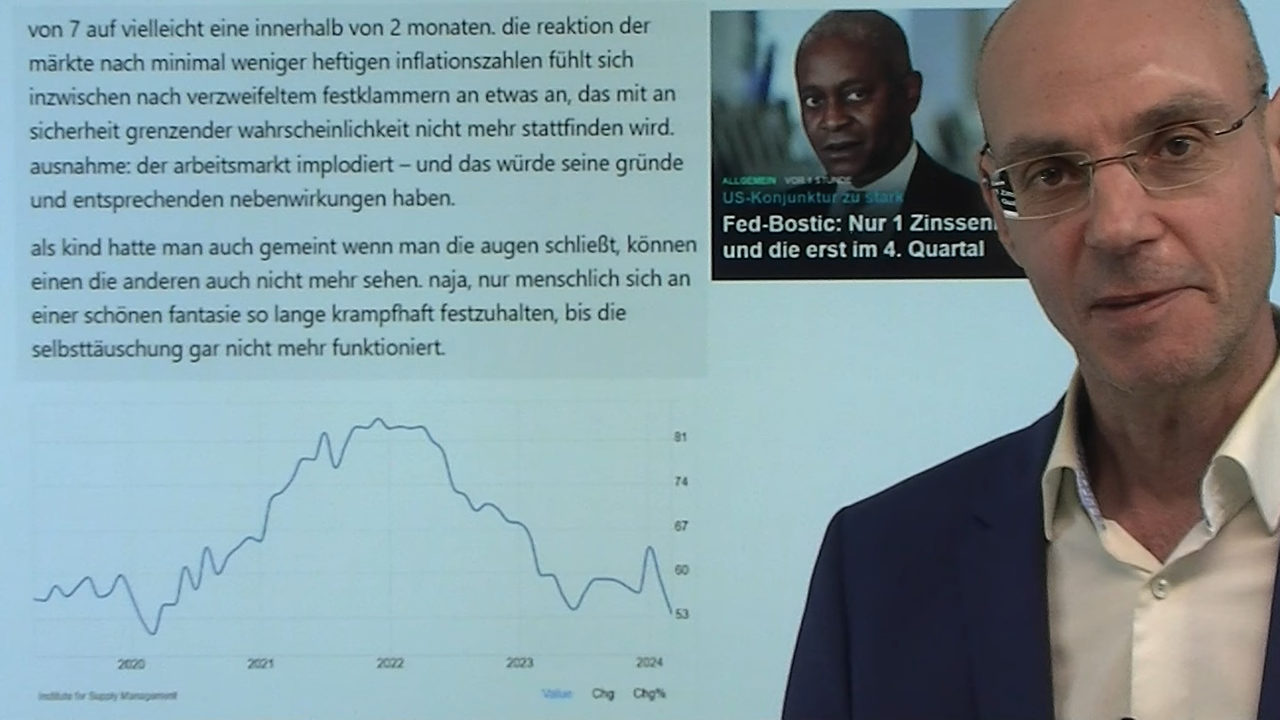 von 7 auf vielleicht eine innerhalb von 2 monaten. die reaktion der
märkte nach minimal weniger heftigen inflationszahlen fühlt sich
inzwischen nach verzweifeltem festklammern an etwas an, das mit an
sicherheit grenzender wahrscheinlichkeit nicht mehr stattfinden wird.
ausnahme: der arbeitsmarkt implodiert – und das würde seine gründe
und entsprechenden nebenwirkungen haben.
als kind hatte man auch gemeint wenn man die augen schließt, können
einen die anderen auch nicht mehr sehen. naja, nur menschlich sich an
einer schönen fantasie so lange krampfhaft festzuhalten, bis die
selbsttäuschung gar nicht mehr funktioniert.
ALLGEMEIN VOR 1 STUNDE
US-Konjunktur zu stark
Fed-Bostic: Nur 1
und die erst im 4. Quartal
81
74
67
60
53
2020 2021 2022 2023 2024
Institute for Supply Management Value Chg Chg%